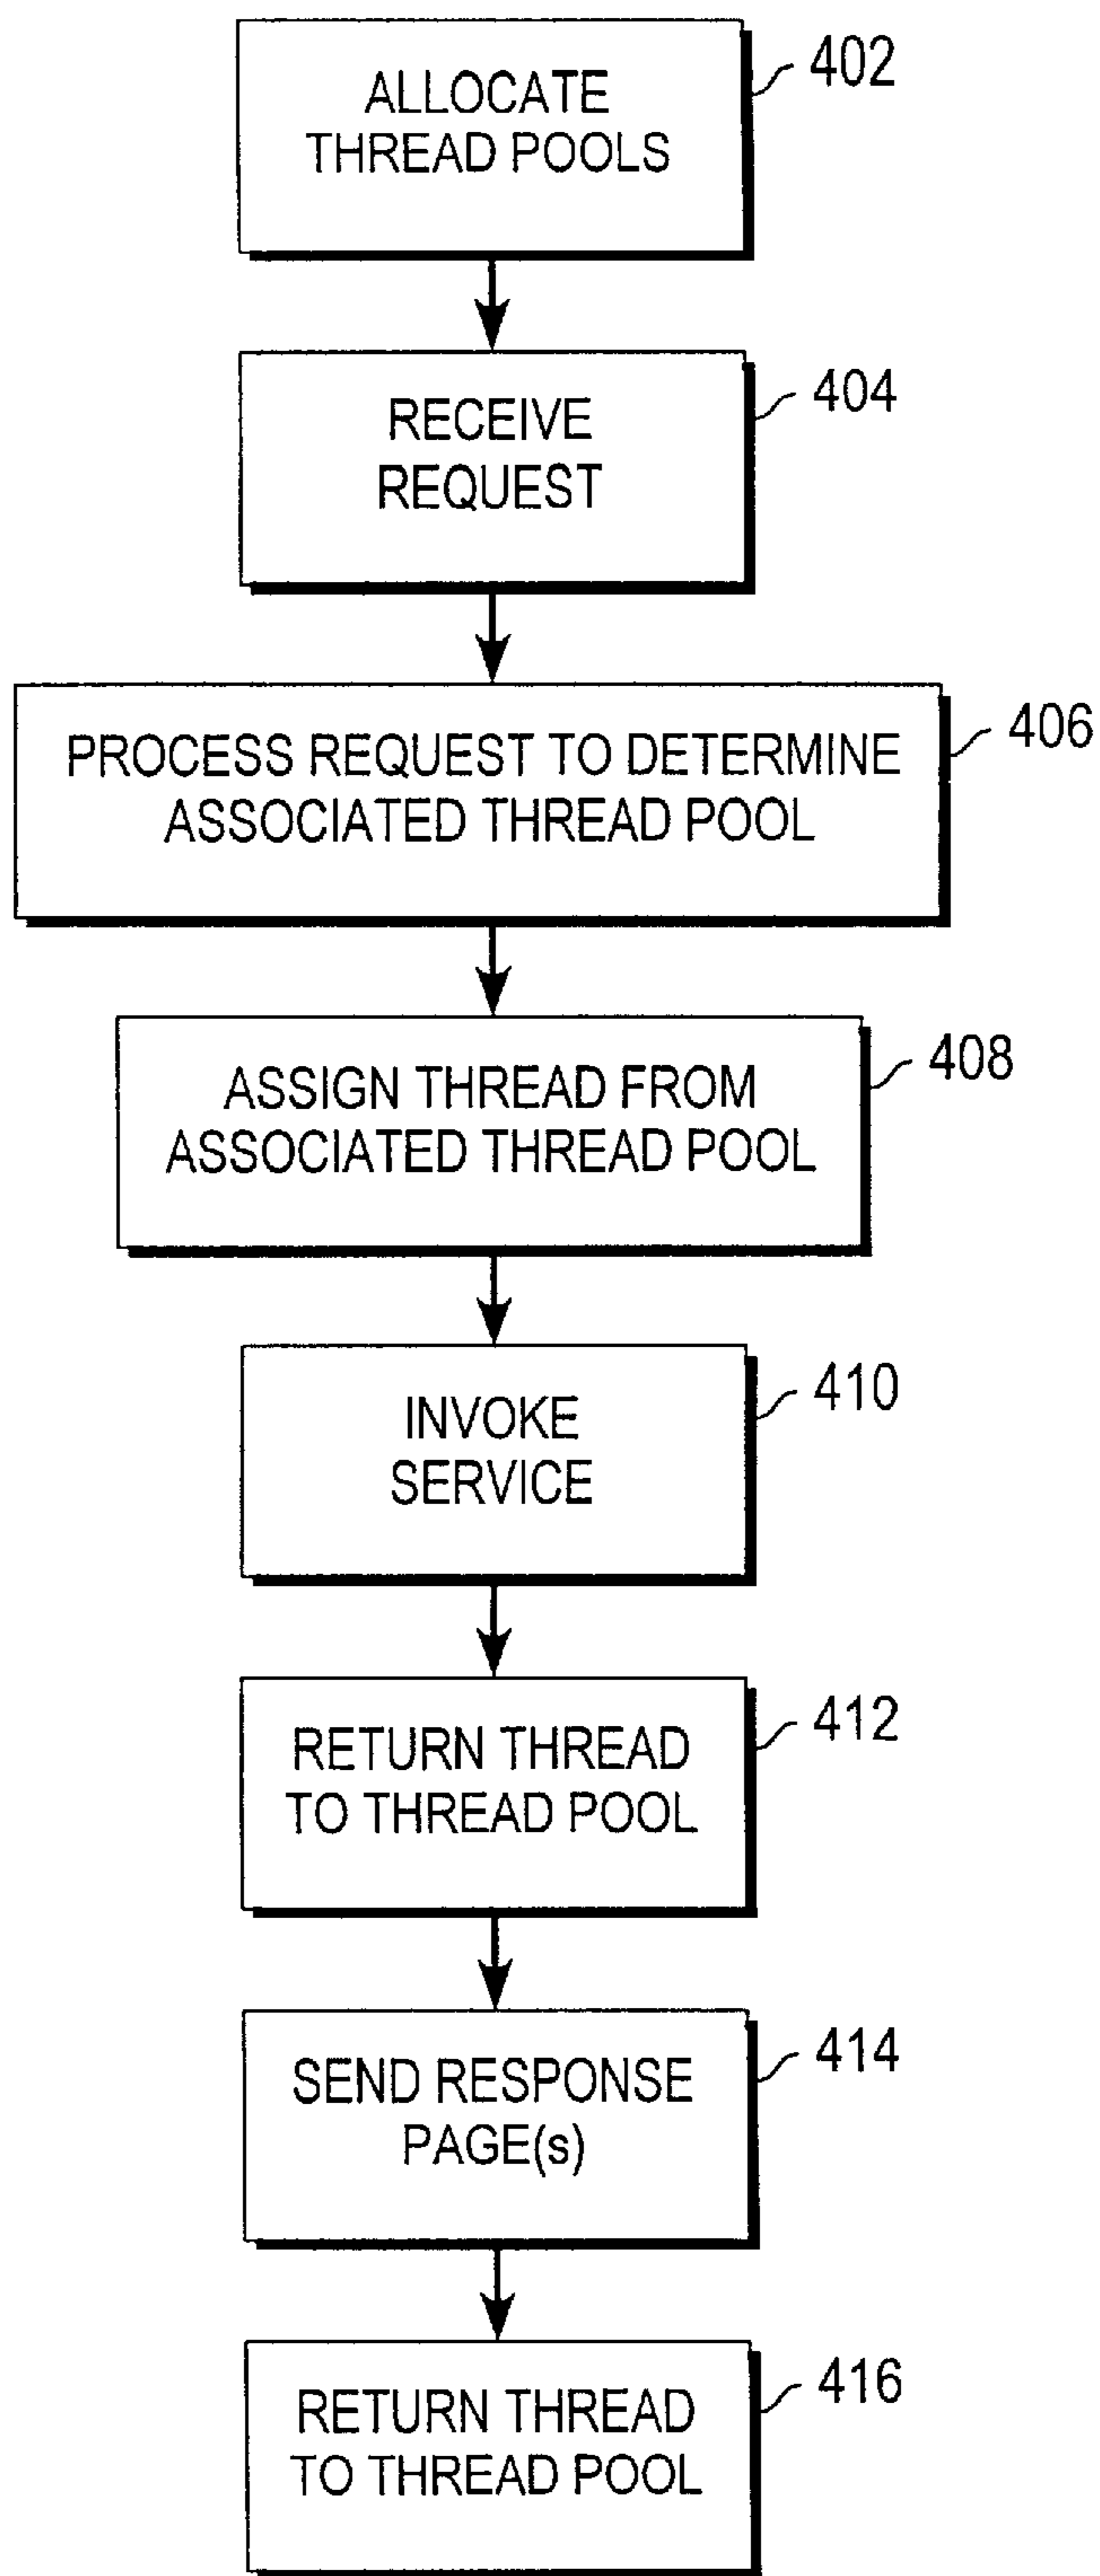 ALLOCATE
THREAD POOLS
402
RECEIVE
REQUEST
404
PROCESS REQUEST TO DETERMINE
ASSOCIATED THREAD POOL
406
ASSIGN THREAD FROM
ASSOCIATED THREAD POOL
408
INVOKE
SERVICE
410
RETURN THREAD
TO THREAD POOL
412
SEND RESPONSE
PAGE(s)
414
RETURN THREAD
TO THREAD POOL
416